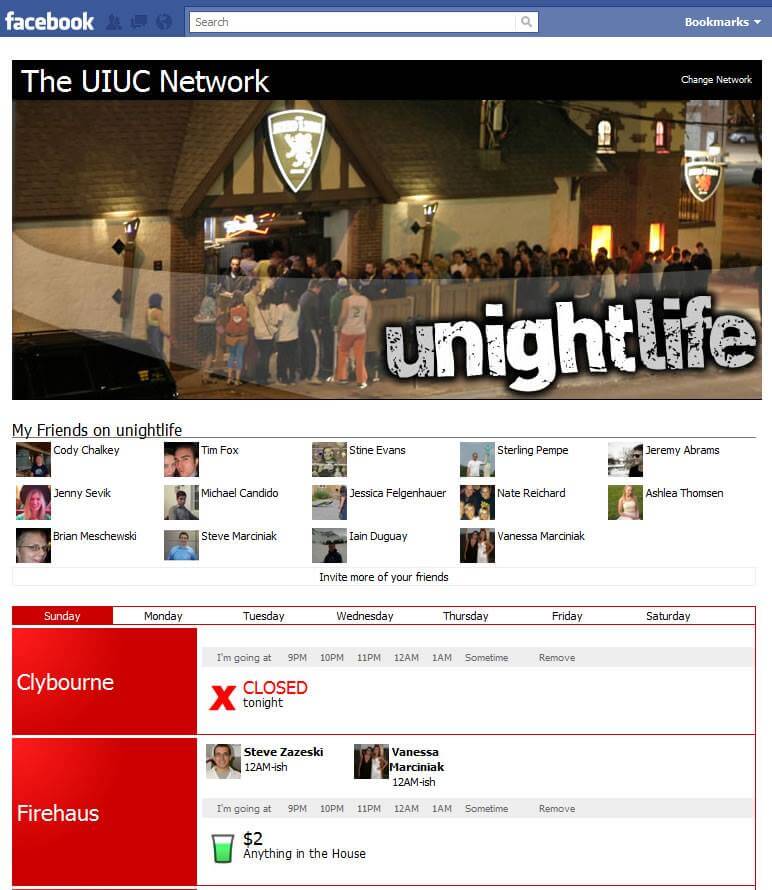 facebook Search Bookmarks
The UIUC Network Change Network
unightlife
My Friends on unightlife
Cody Chalkey Tim Fox Stine Evans Sterling Pempe Jeremy Abrams
Jenny Sevik Michael Candido Jessica Felgenhauer Nate Reichard Ashlea Thomsen
Brian Meschewski Steve Marciniak Iain Duguay Vanessa Marciniak
Invite more of your friends
Sunday Monday Tuesday Wednesday Thursday Friday Saturday
Clybourne
I'm going at 9PM 10PM 11PM 12AM 1AM Sometime Remove
X CLOSED
tonight
Firehaus
Steve Zazeski
12AM-ish
Vanessa
Marciniak
12AM-ish
I'm going at 9PM 10PM 11PM 12AM 1AM Sometime Remove
$2
Anything in the House